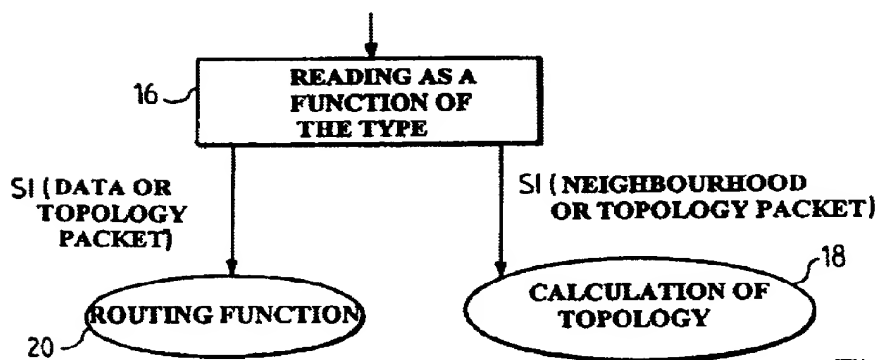 16
READING AS A
FUNCTION OF
THE TYPE
SI (DATA OR
TOPOLOGY
PACKET)
SI (NEIGHBOURHOOD
OR TOPOLOGY PACKET)
18
ROUTING FUNCTION
CALCULATION OF
TOPOLOGY
20